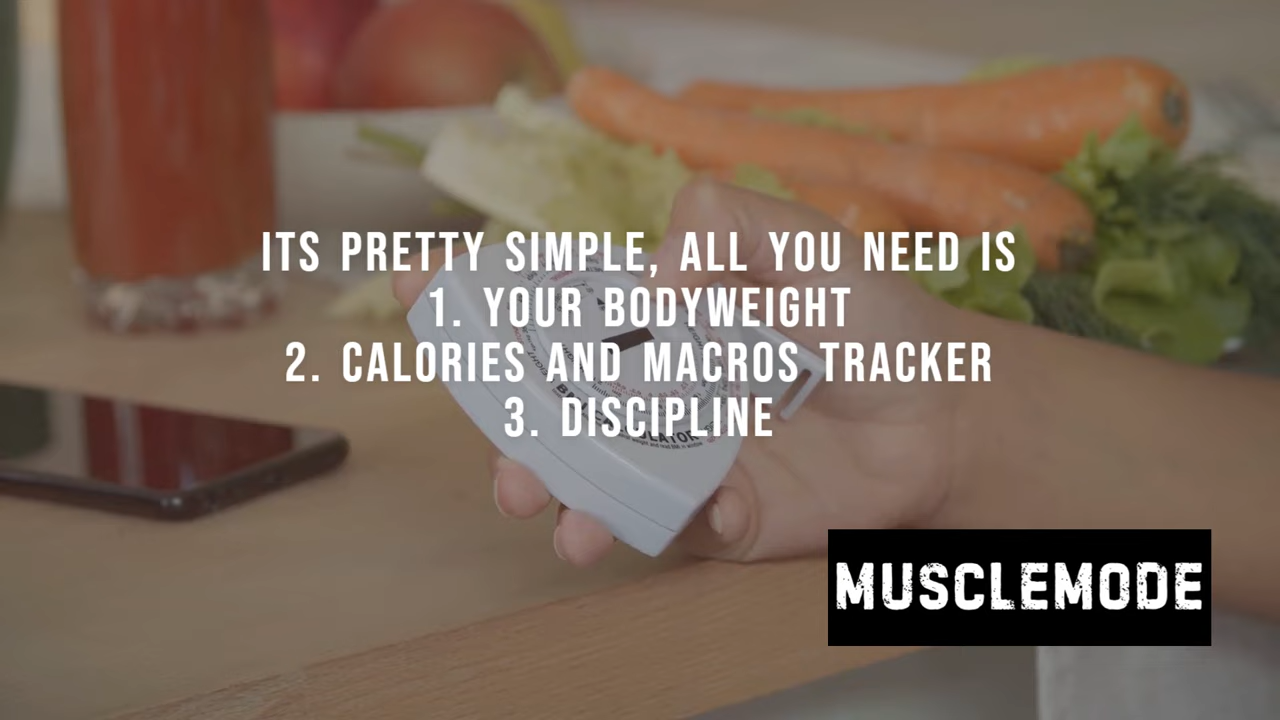 ITS PRETTY SIMPLE, ALL YOU NEED IS
1. YOUR BODYWEIGHT
2. CALORIES AND MACROS TRACKER
3. DISCIPLINE
MUSCLEMODE